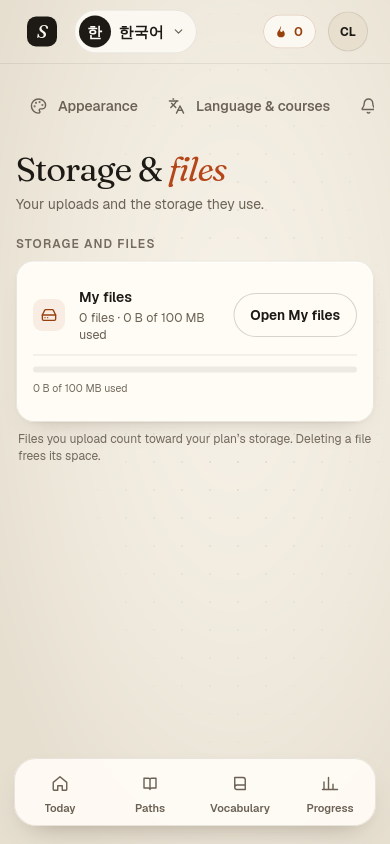 S
한 한국어
0
CL
Appearance
Language & courses
Storage & files
Your uploads and the storage they use.
STORAGE AND FILES
My files
0 files · 0 B of 100 MB
used
Open My files
0 B of 100 MB used
Files you upload count toward your plan's storage. Deleting a file
frees its space.
Today
Paths
Vocabulary
Progress